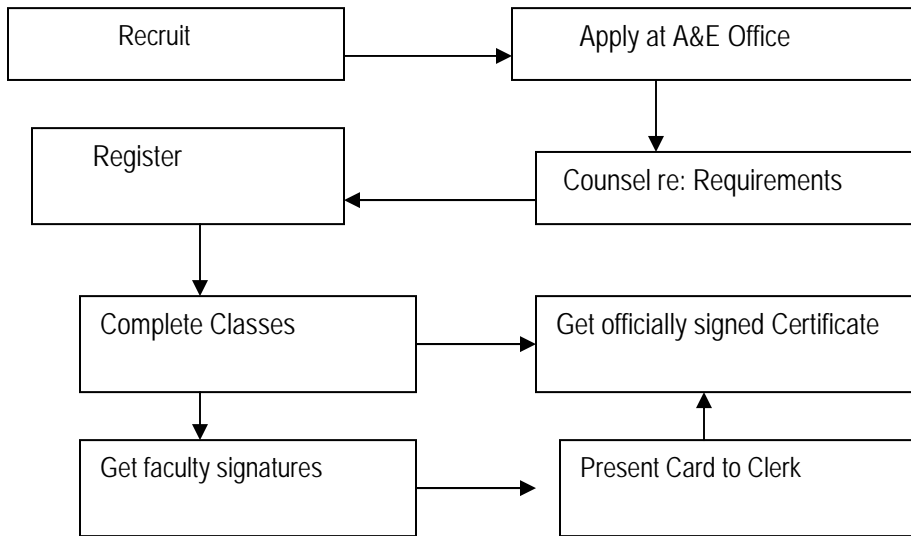 Recruit
Apply at A&E Office
Register
Counsel re: Requirements
Complete Classes
Get officially signed Certificate
Get faculty signatures
Present Card to Clerk